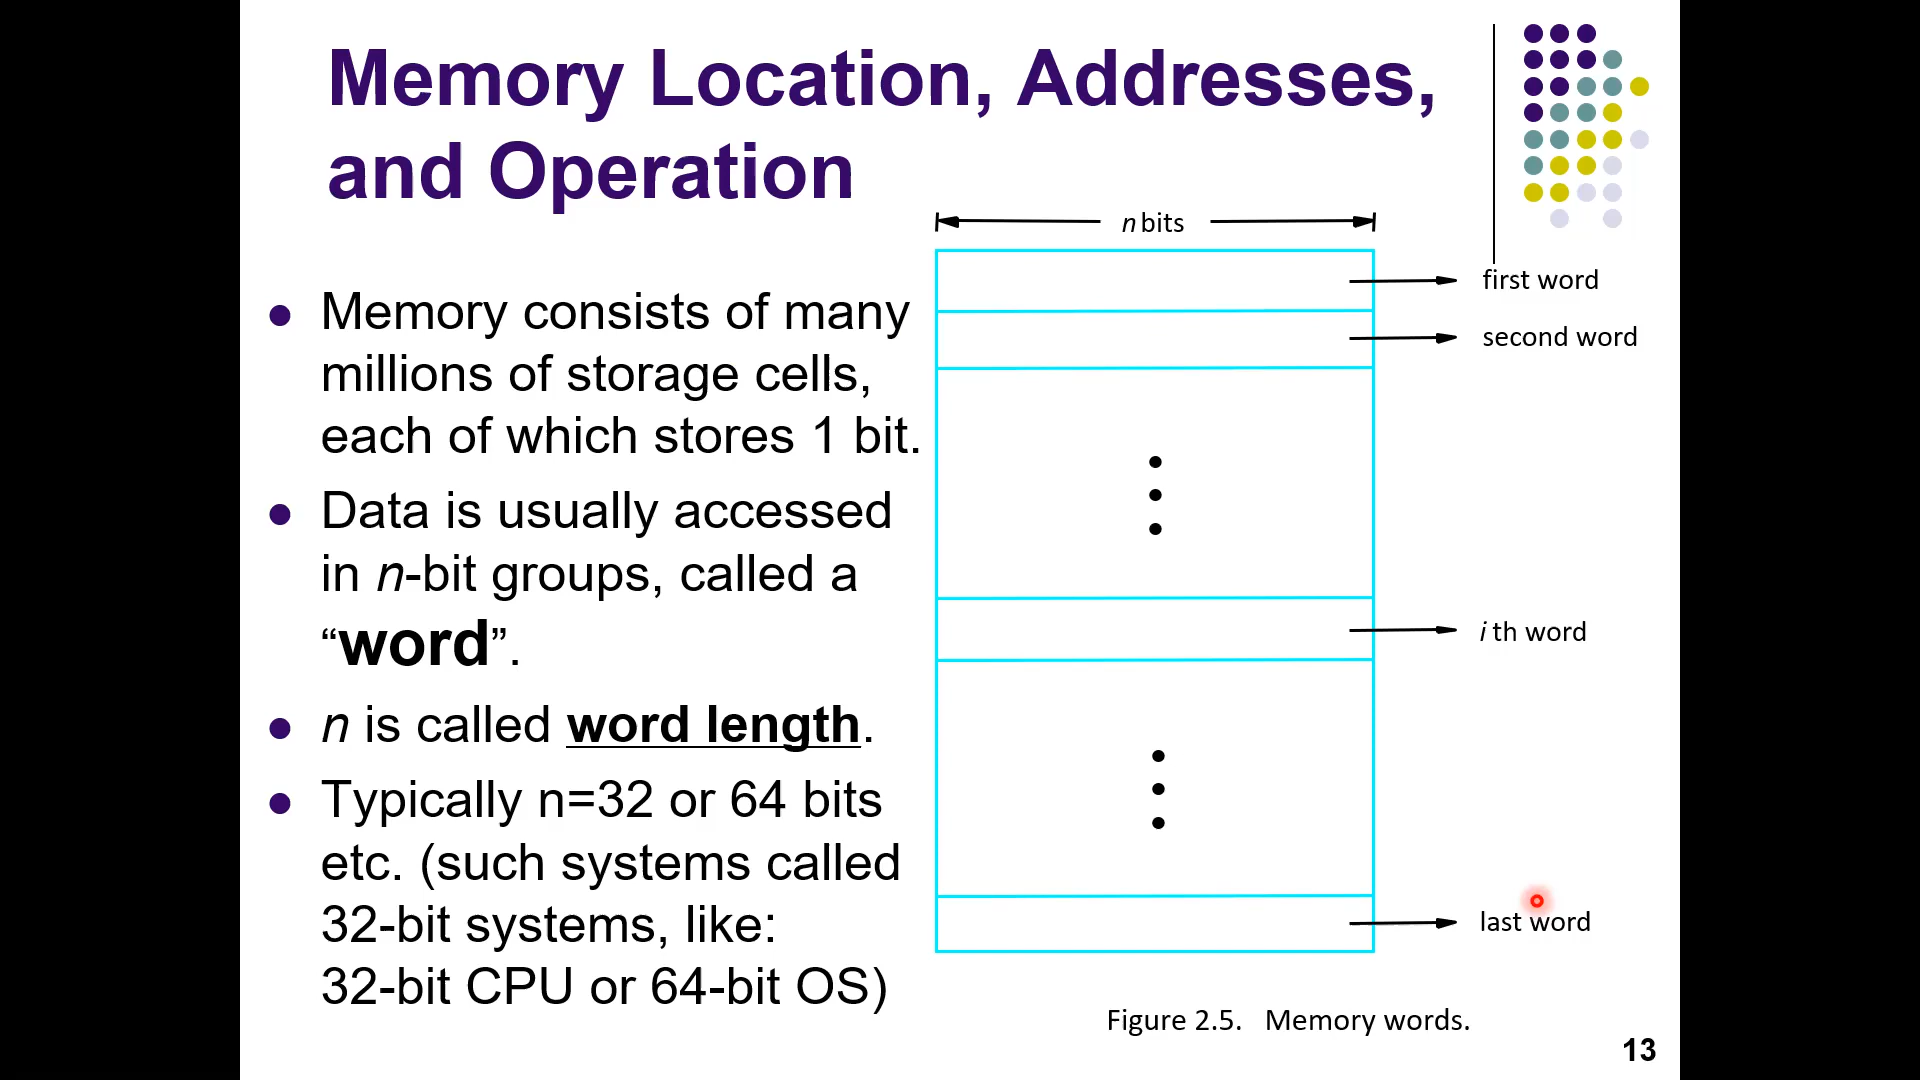 Memory Location, Addresses,
and Operation
● Memory consists of many
millions of storage cells,
each of which stores 1 bit.
● Data is usually accessed
in n-bit groups, called a
“word”.
● n is called word length.
● Typically n=32 or 64 bits
etc. (such systems called
32-bit systems, like:
32-bit CPU or 64-bit OS)
n bits
first word
second word
i th word
last word
Figure 2.5. Memory words.
13